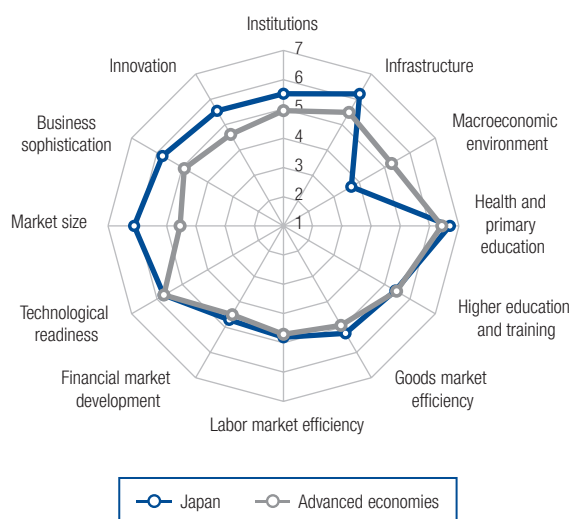 Institutions
7
6
5
4
3
2
1
Infrastructure
Macroeconomic
environment
Health and
primary
education
Higher education
and training
Goods market
efficiency
Labor market efficiency
Financial market
development
Technological
readiness
Market size
Business
sophistication
Innovation
Japan
Advanced economies